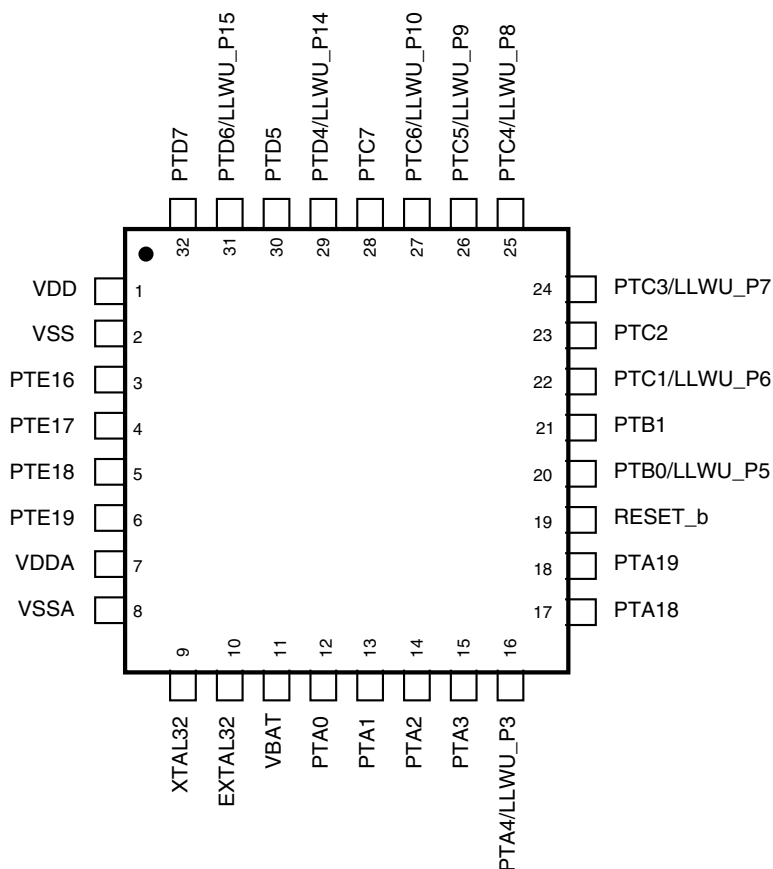 PTD7
PTD6/LLWU_P15
PTD5
PTD4/LLWU_P14
PTC7
PTC6/LLWU_P10
PTC5/LLWU_P9
PTC4/LLWU_P8
32
31
30
29
28
27
26
25
VDD 1
VSS 2
PTE16 3
PTE17 4
PTE18 5
PTE19 6
VDDA 7
VSSA 8
24 PTC3/LLWU_P7
23 PTC2
22 PTC1/LLWU_P6
21 PTB1
20 PTB0/LLWU_P5
19 RESET_b
18 PTA19
17 PTA18
9
10
11
12
13
14
15
16
XTAL32
EXTAL32
VBAT
PTA0
PTA1
PTA2
PTA3
PTA4/LLWU_P3